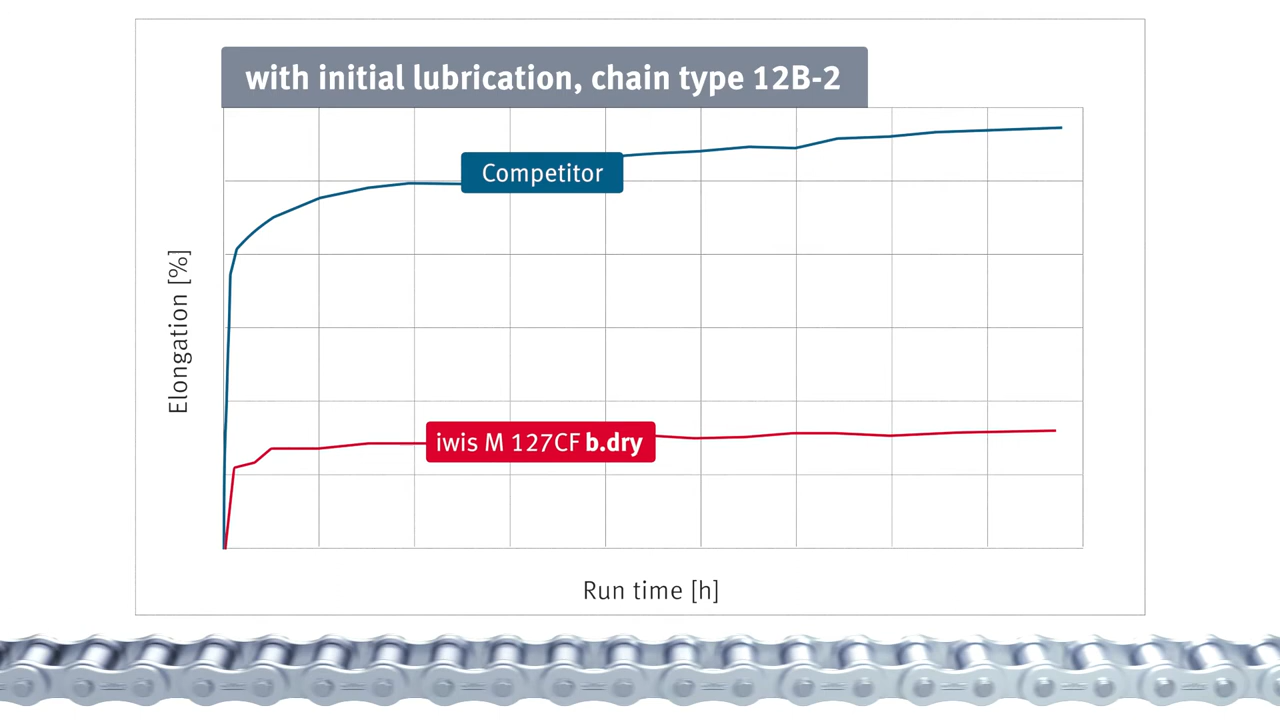 with initial lubrication, chain type 12B-2
Competitor
Elongation [%]
iwis M 127CF b.dry
Run time [h]